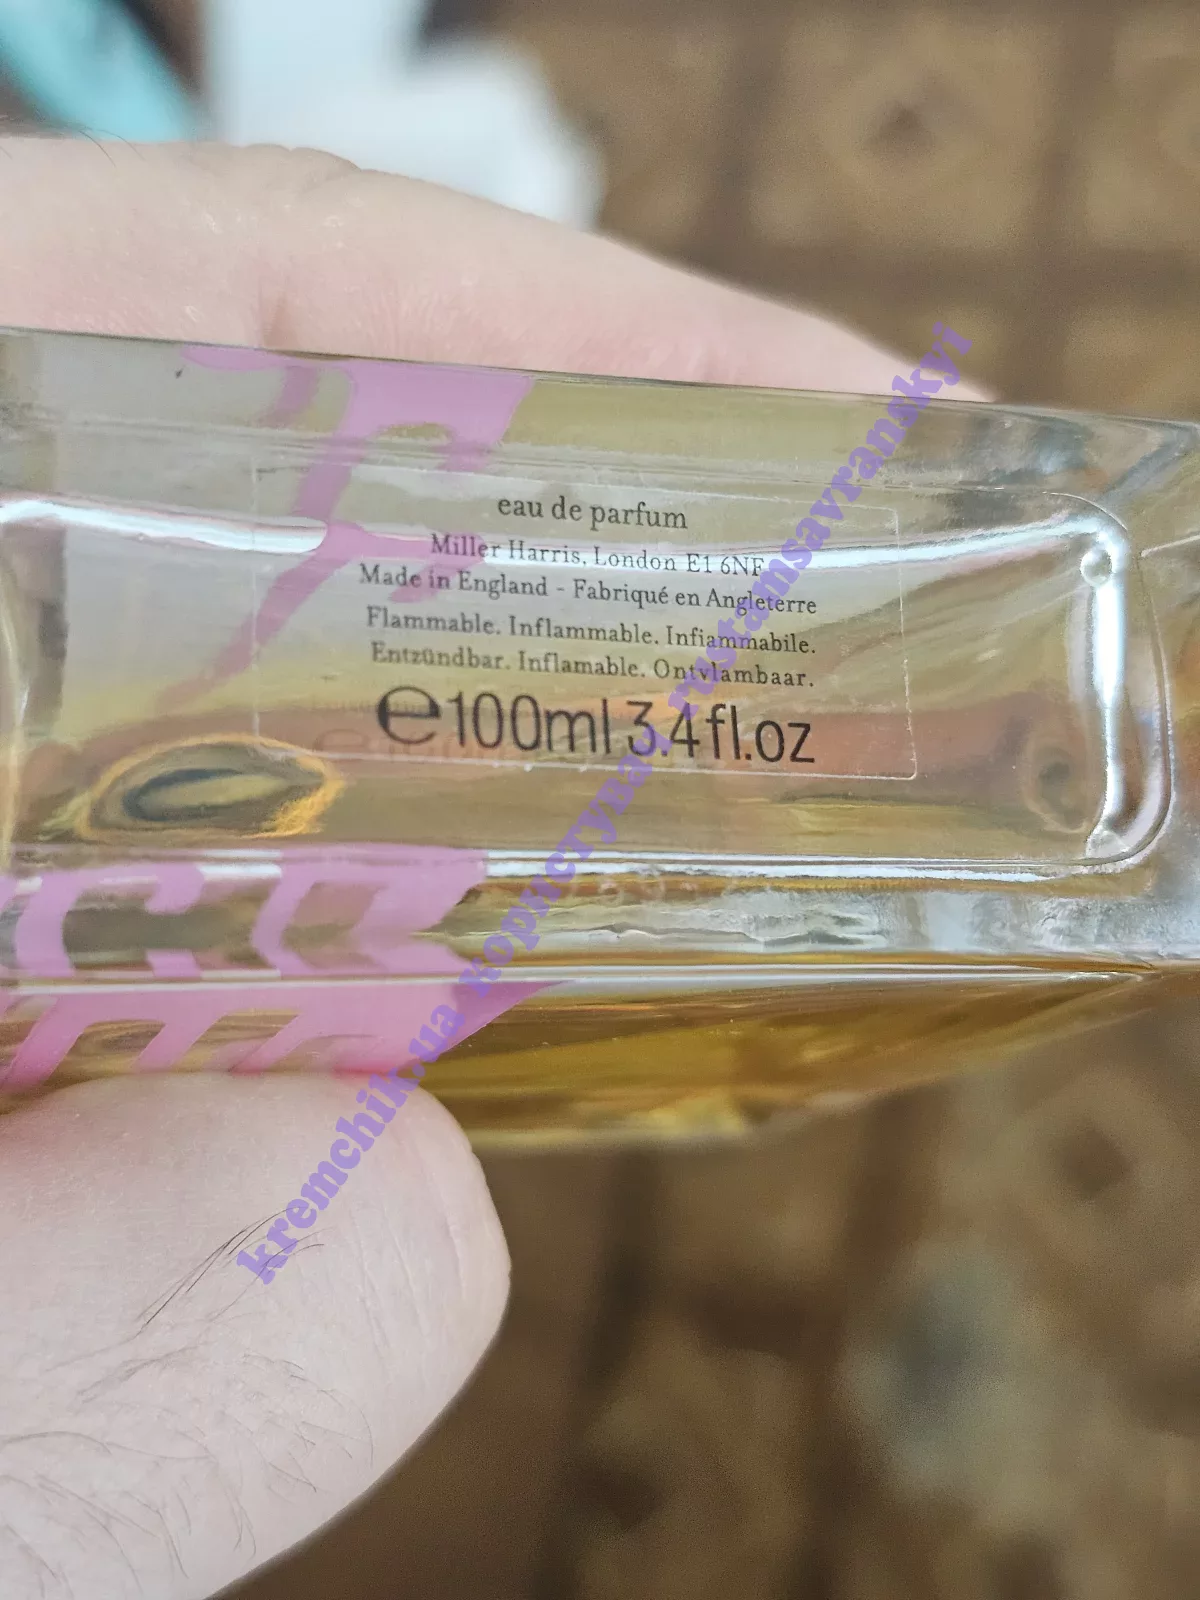 eau de parfum
Miller Harris, London E1 6NF
Made in England - Fabriqué en Angleterre
Flammable. Inflammable. Infiammabile.
Entzündbar. Inflamable. Ontvlambaar.
℮100ml 3.4fl.oz
kremchik.ua користувач rustamsavranskyi